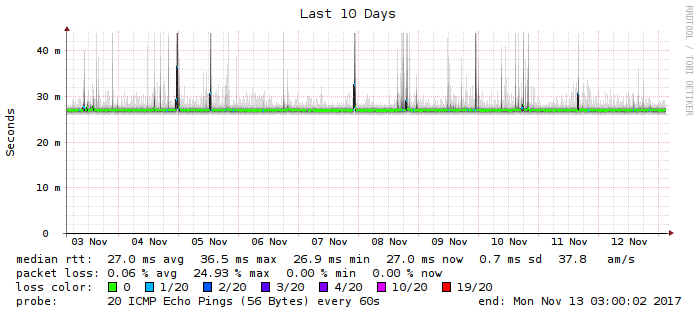 Last 10 Days
RRDTOOL / TOBI OETIKER
Seconds
40 m
30 m
20 m
10 m
0
03 Nov 04 Nov 05 Nov 06 Nov 07 Nov 08 Nov 09 Nov 10 Nov 11 Nov 12 Nov
median rtt: 27.0 ms avg 36.5 ms max 26.9 ms min 27.0 ms now 0.7 ms sd 37.8 am/s
packet loss: 0.06 % avg 24.93 % max 0.00 % min 0.00 % now
loss color: 0 1/20 2/20 3/20 4/20 10/20 19/20
probe: 20 ICMP Echo Pings (56 Bytes) every 60s end: Mon Nov 13 03:00:02 2017